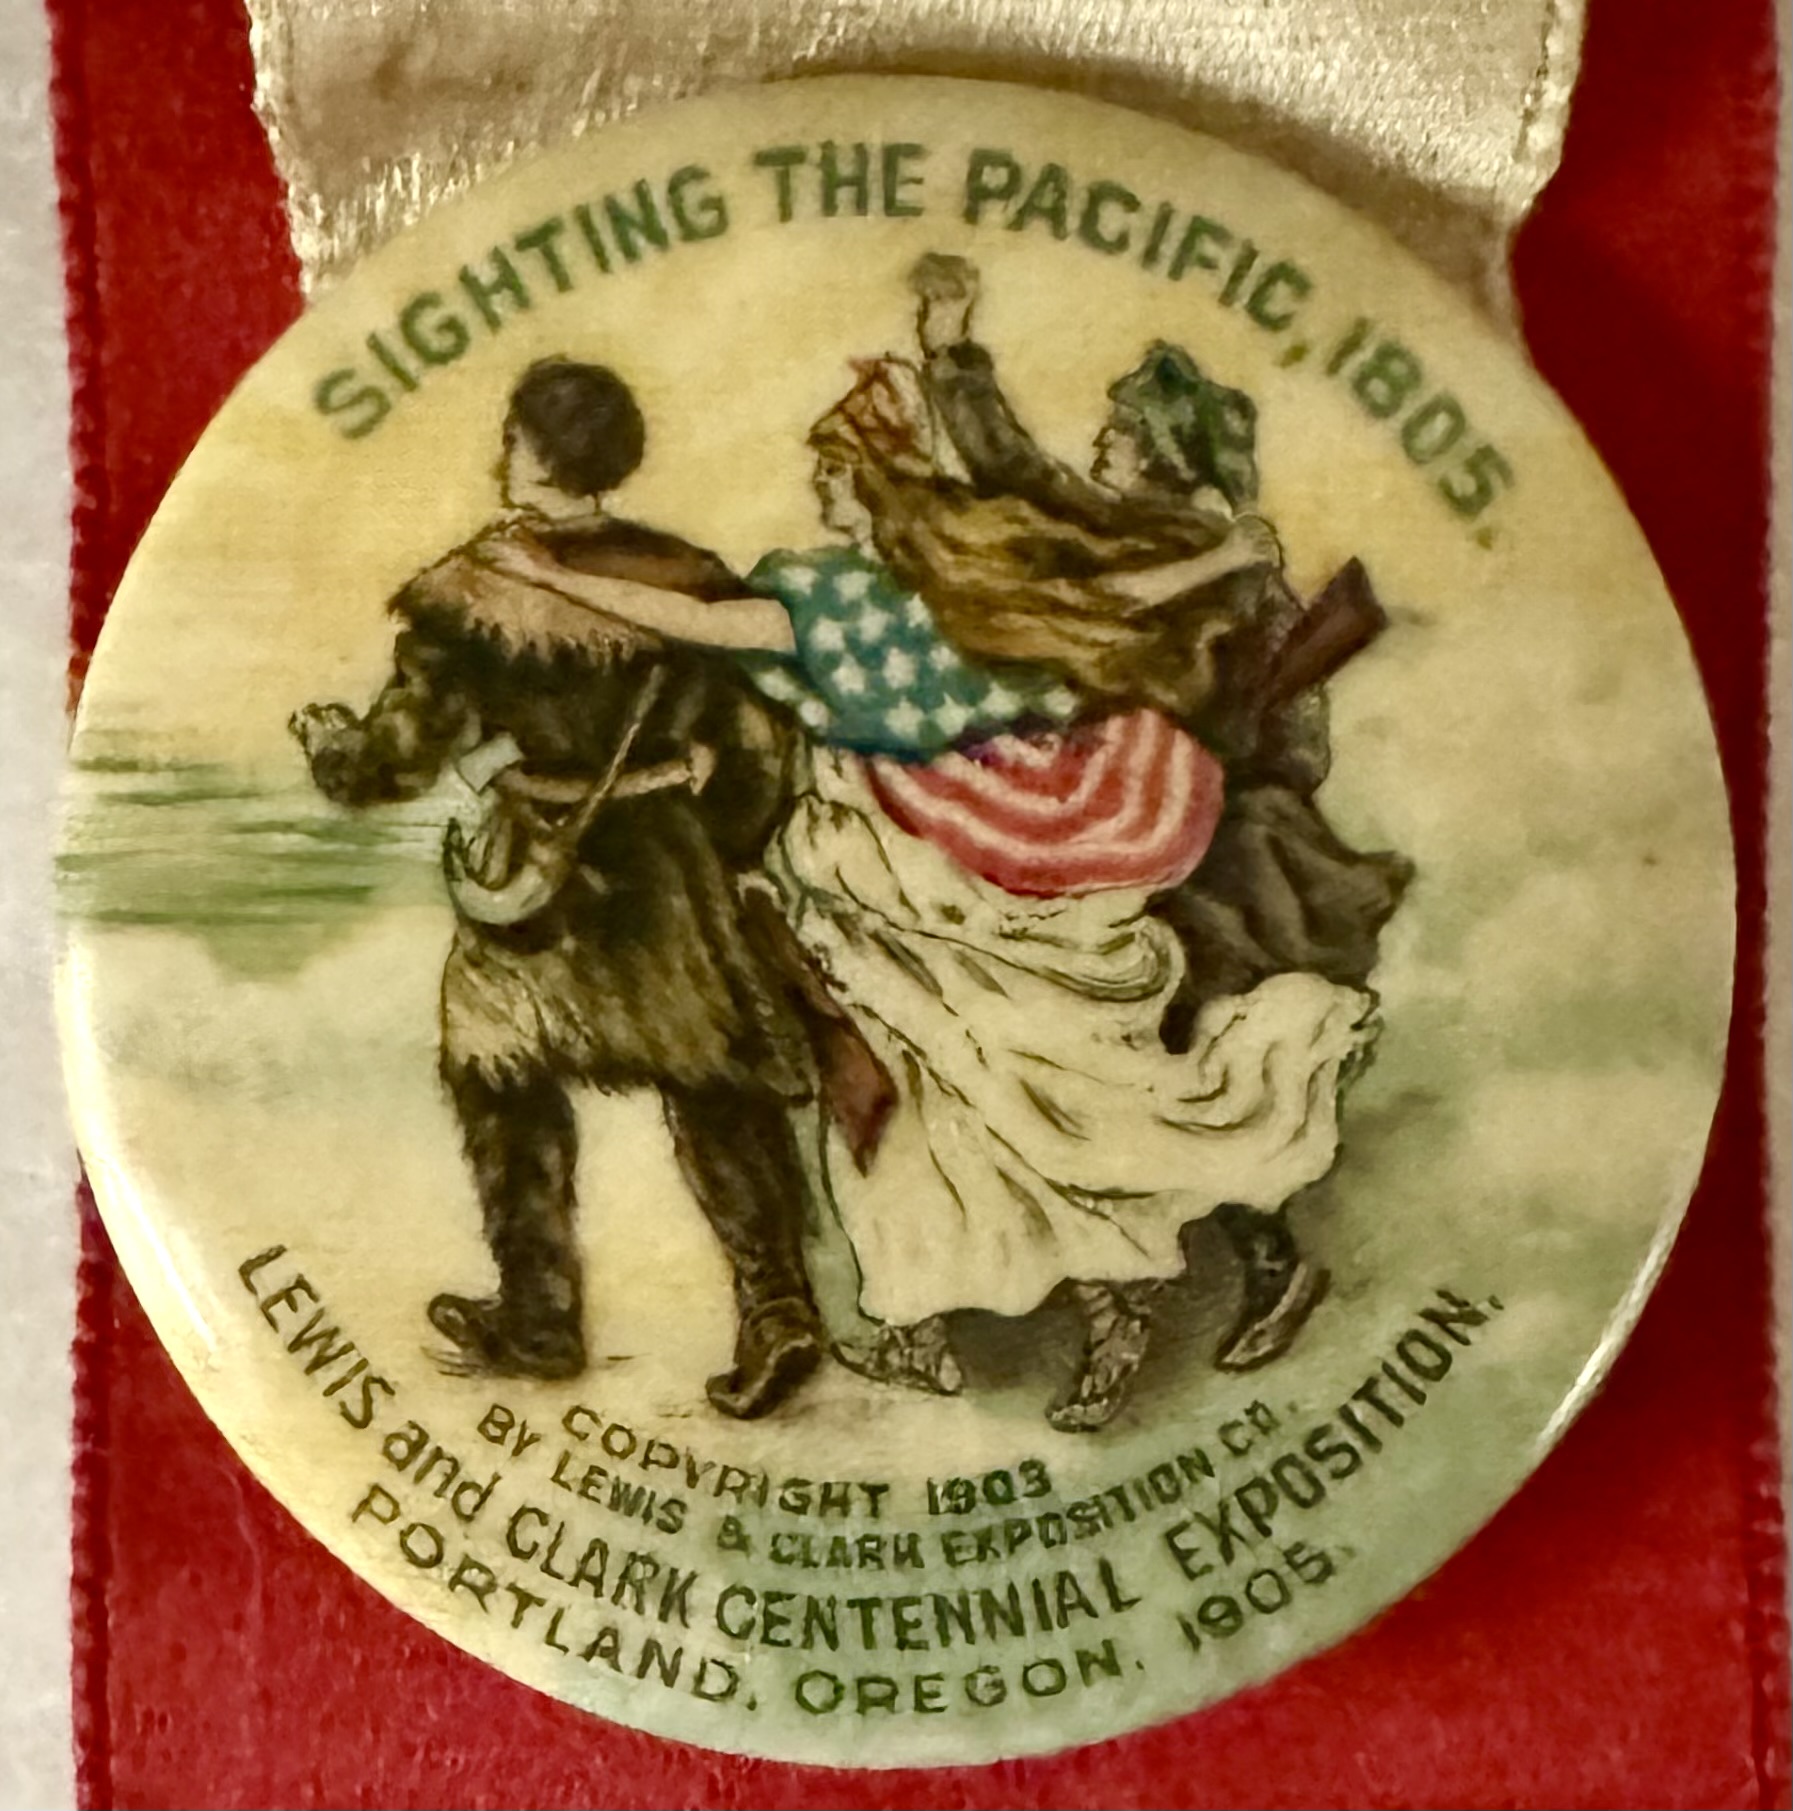 SIGHTING THE PACIFIC, 1805.
COPYRIGHT 1903
BY LEWIS & CLARK EXPOSITION CO.
LEWIS and CLARK CENTENNIAL EXPOSITION.
PORTLAND, OREGON, 1905.